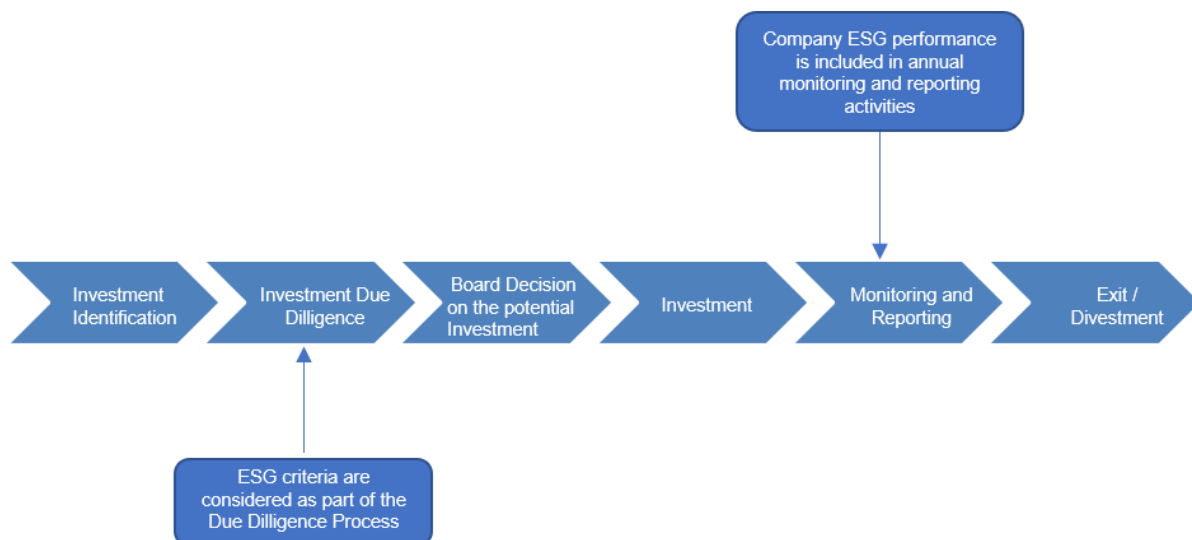 Company ESG performance
is included in annual
monitoring and reporting
activities
Investment
Identification
Investment Due
Dilligence
Board Decision
on the potential
Investment
Investment
Monitoring and
Reporting
Exit /
Divestment
ESG criteria are
considered as part of the
Due Dilligence Process